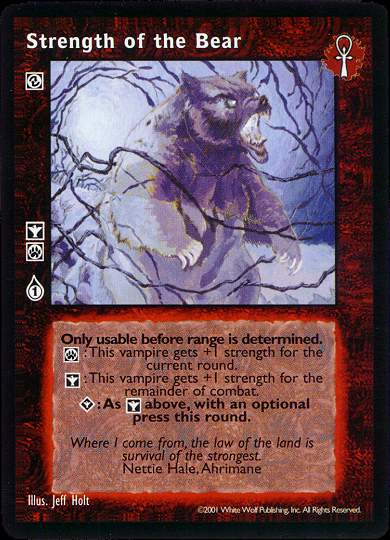 Strength of the Bear
1
Only usable before range is determined.
: This vampire gets +1 strength for the
current round.
: This vampire gets +1 strength for the
remainder of combat.
: As above, with an optional
press this round.
Where I come from, the law of the land is
survival of the strongest.
Nettie Hale, Ahrimane
Illus. Jeff Holt
©2001 White Wolf Publishing, Inc. All Rights Reserved.